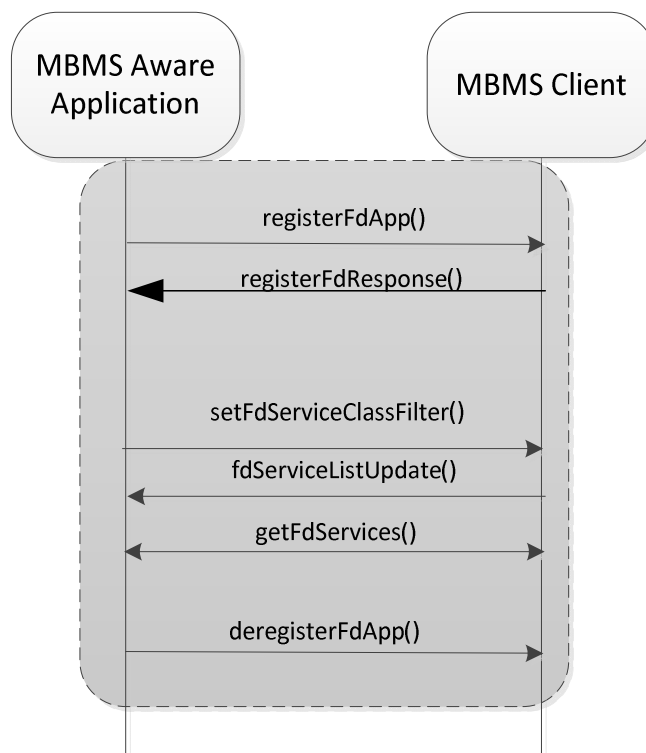 MBMS Aware
Application
MBMS Client
registerFdApp()
registerFdResponse()
setFdServiceClassFilter()
fdServiceListUpdate()
getFdServices()
deregisterFdApp()